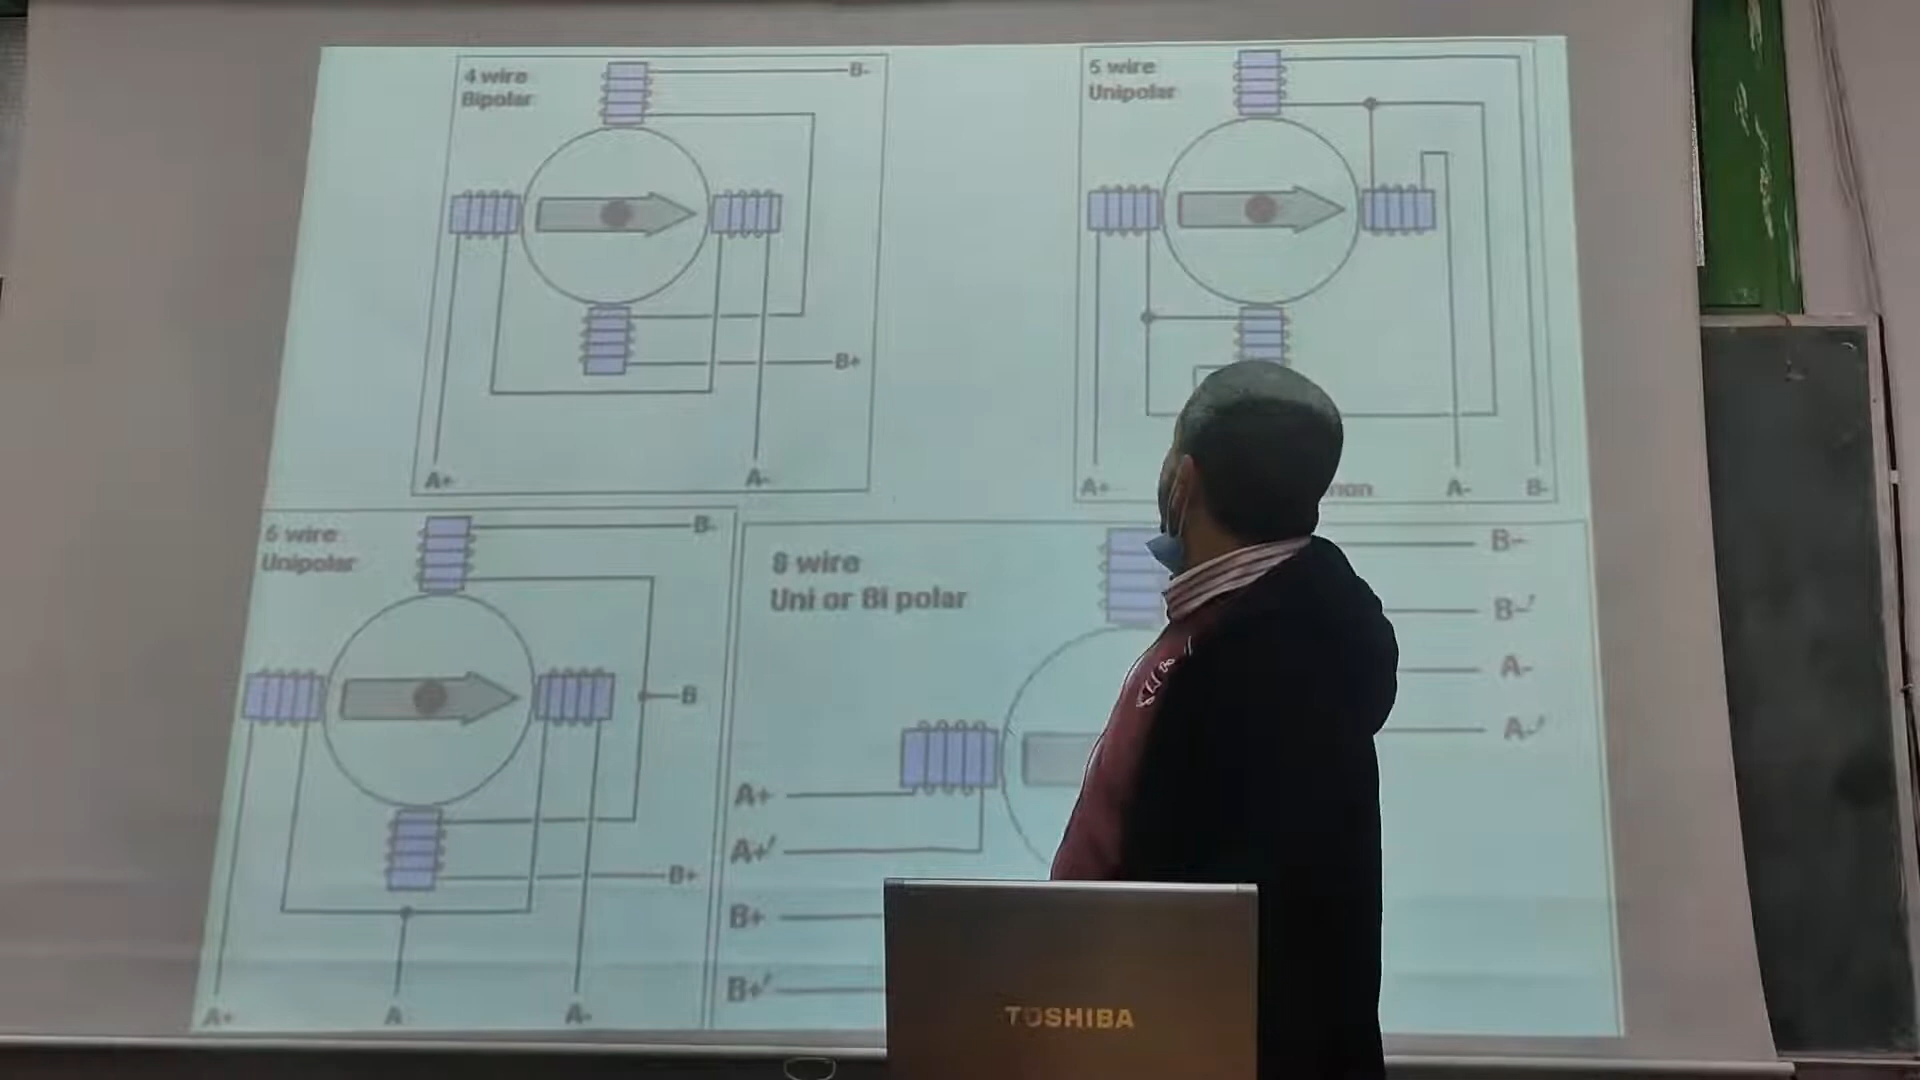 4 wire
Bipolar
B-
B+
A+
A-
5 wire
Unipolar
A+
A-
B-
6 wire
Unipolar
B-
B
B+
A+
A
A-
8 wire
Uni or Bi polar
B-
B-'
A-
A-'
A+
A+'
B+
B+'
TOSHIBA